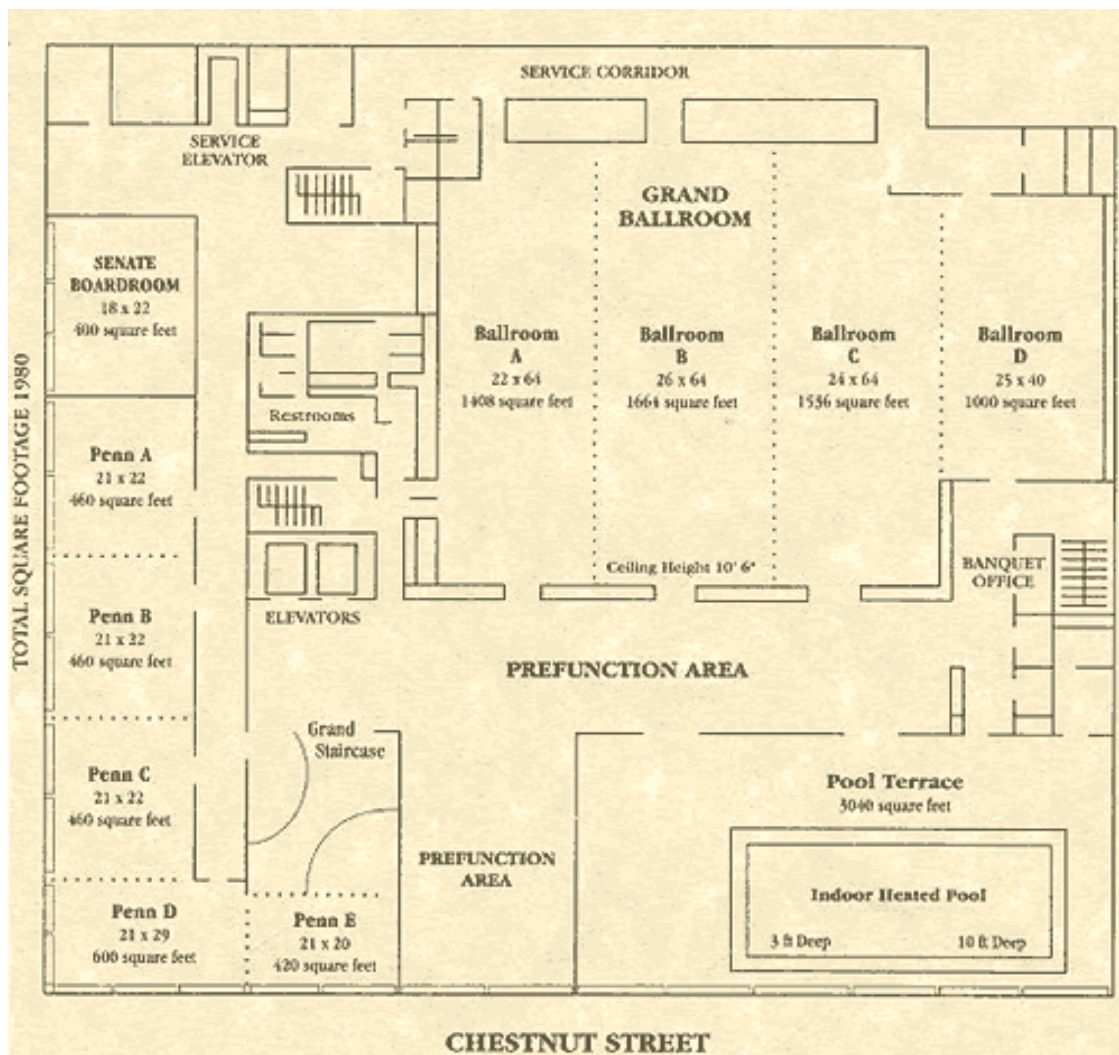 SERVICE CORRIDOR
SERVICE
ELEVATOR
GRAND
BALLROOM
SENATE
BOARDROOM
18 x 22
400 square feet
Ballroom
A
22 x 64
1408 square feet
Ballroom
B
26 x 64
1664 square feet
Ballroom
C
24 x 64
1536 square feet
Ballroom
D
25 x 40
1000 square feet
Restrooms
TOTAL SQUARE FOOTAGE 1980
Penn A
21 x 22
460 square feet
Ceiling Height 10' 6"
BANQUET
OFFICE
ELEVATORS
Penn B
21 x 22
460 square feet
PREFUNCTION AREA
Grand
Staircase
Penn C
21 x 22
460 square feet
Pool Terrace
3040 square feet
PREFUNCTION
AREA
Indoor Heated Pool
3 ft Deep
10 ft Deep
Penn D
21 x 29
600 square feet
Penn E
21 x 20
420 square feet
CHESTNUT STREET